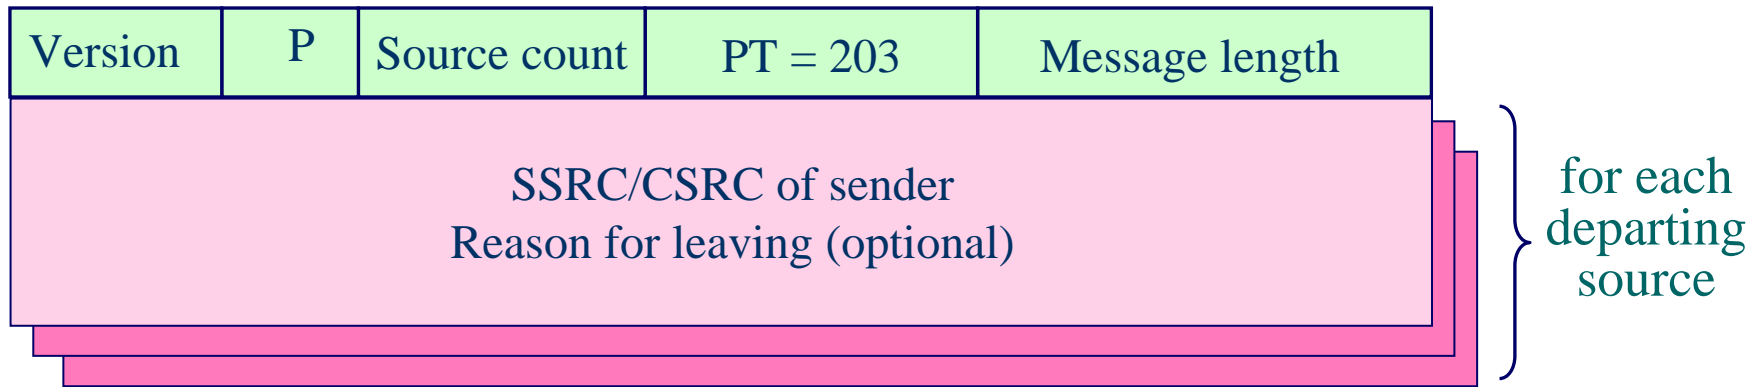 Version P Source count PT = 203 Message length
SSRC/CSRC of sender
Reason for leaving (optional)
for each
departing
source